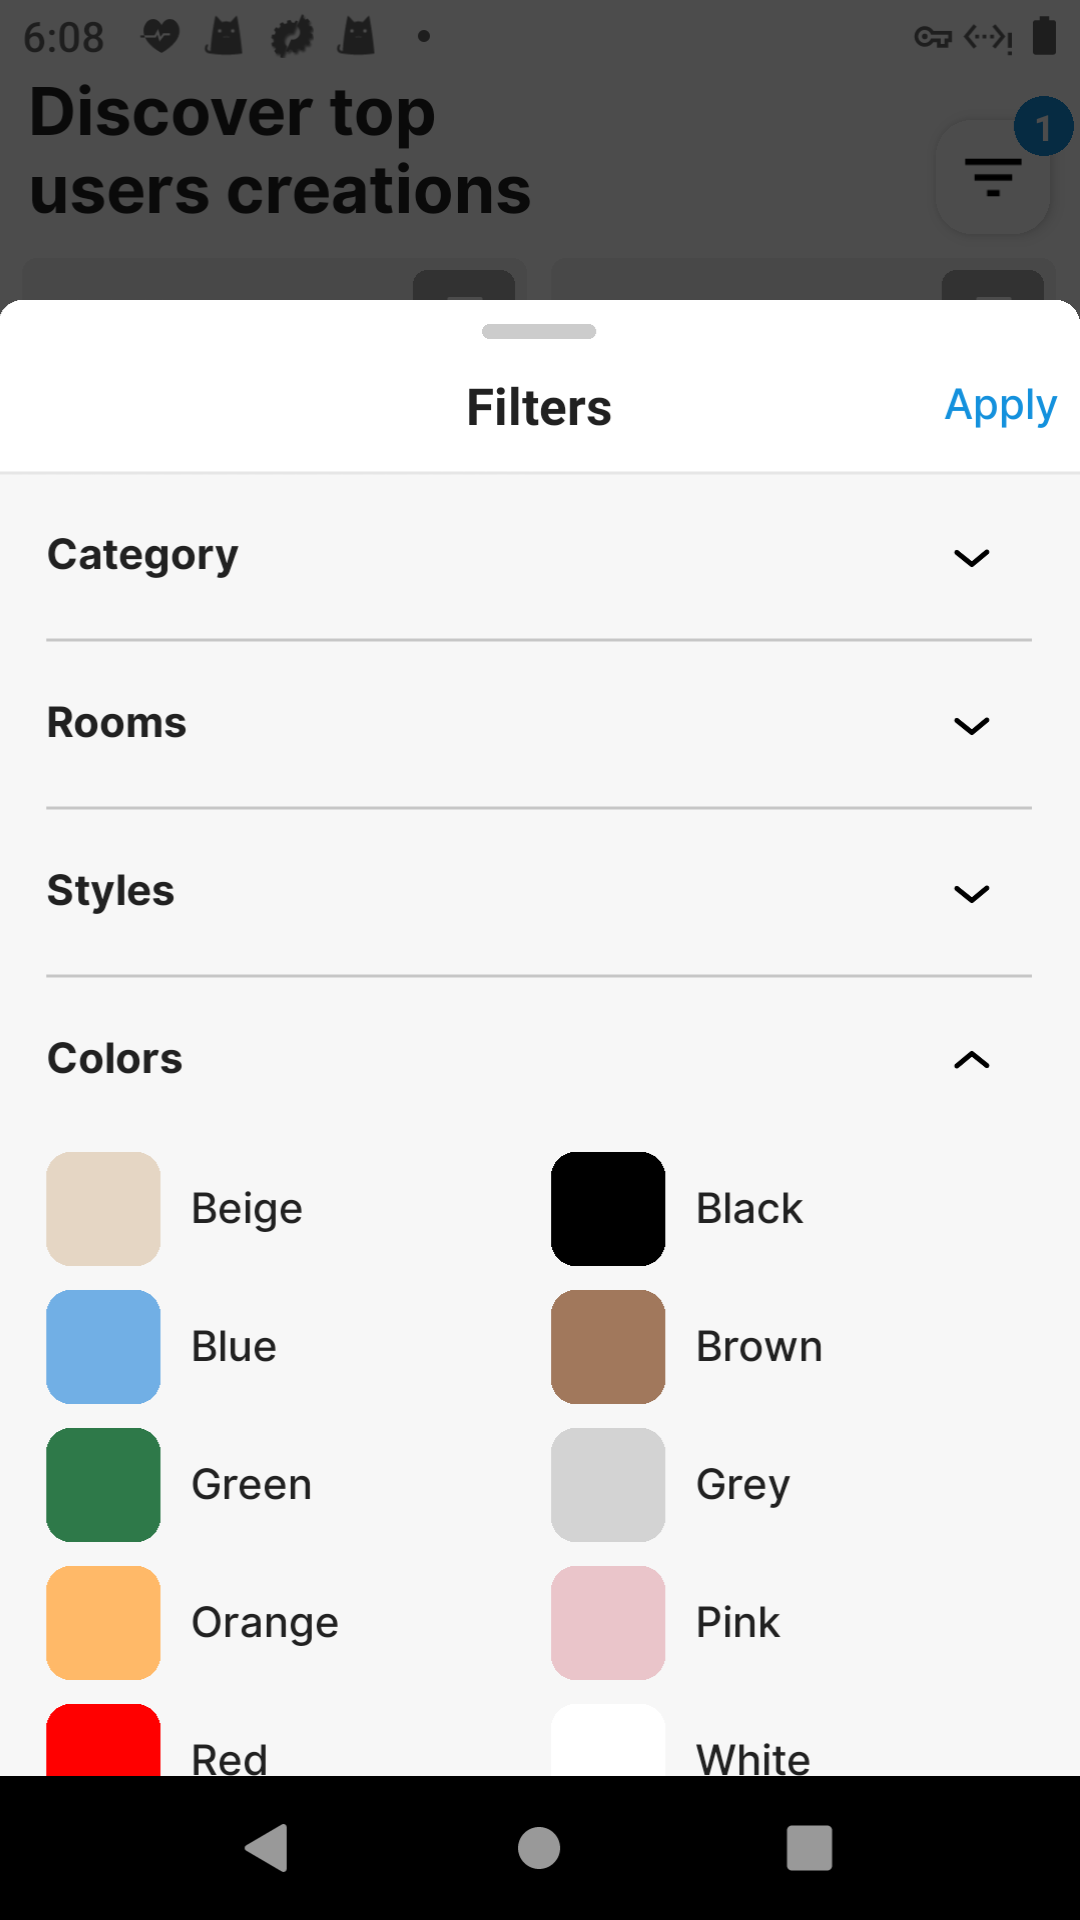 6:08
Discover top
users creations
1
Filters
Apply
Category
Rooms
Styles
Colors
Beige
Black
Blue
Brown
Green
Grey
Orange
Pink
Red
White